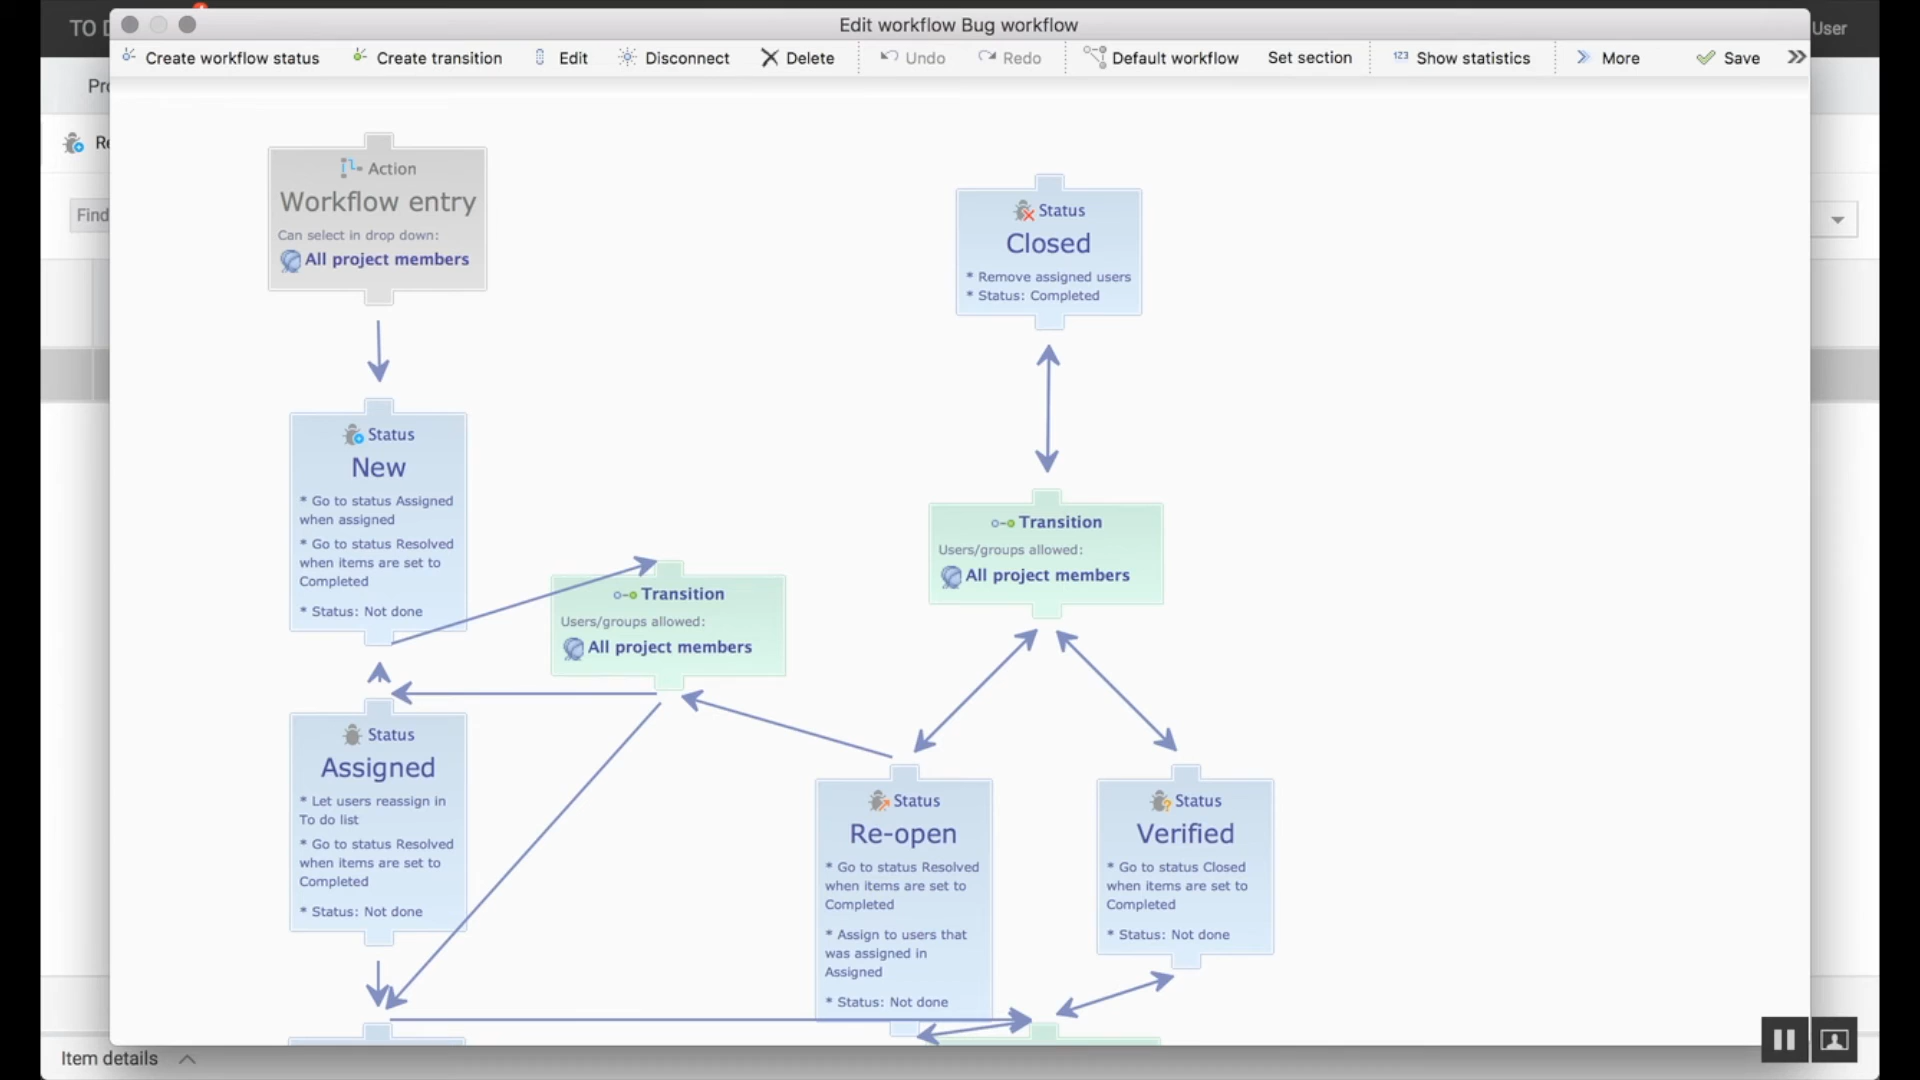 TO D
User
Edit workflow Bug workflow
Create workflow status
Create transition
Edit
Disconnect
Delete
Undo
Redo
Default workflow
Set section
123
Show statistics
More
Save
Pro
Re
Find
Action
Workflow entry
Can select in drop down:
All project members
Status
Closed
* Remove assigned users
* Status: Completed
Status
New
* Go to status Assigned
when assigned
* Go to status Resolved
when items are set to
Completed
* Status: Not done
Transition
Users/groups allowed:
All project members
Transition
Users/groups allowed:
All project members
Status
Assigned
* Let users reassign in
To do list
* Go to status Resolved
when items are set to
Completed
* Status: Not done
Status
Re-open
* Go to status Resolved
when items are set to
Completed
* Assign to users that
was assigned in
Assigned
* Status: Not done
Status
Verified
* Go to status Closed
when items are set to
Completed
* Status: Not done
Item details